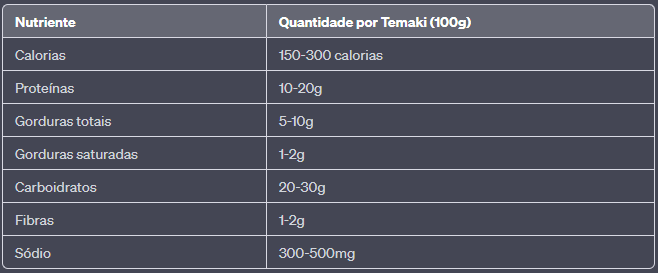 Nutriente Quantidade por Temaki (100g)
Calorias 150-300 calorias
Proteínas 10-20g
Gorduras totais 5-10g
Gorduras saturadas 1-2g
Carboidratos 20-30g
Fibras 1-2g
Sódio 300-500mg